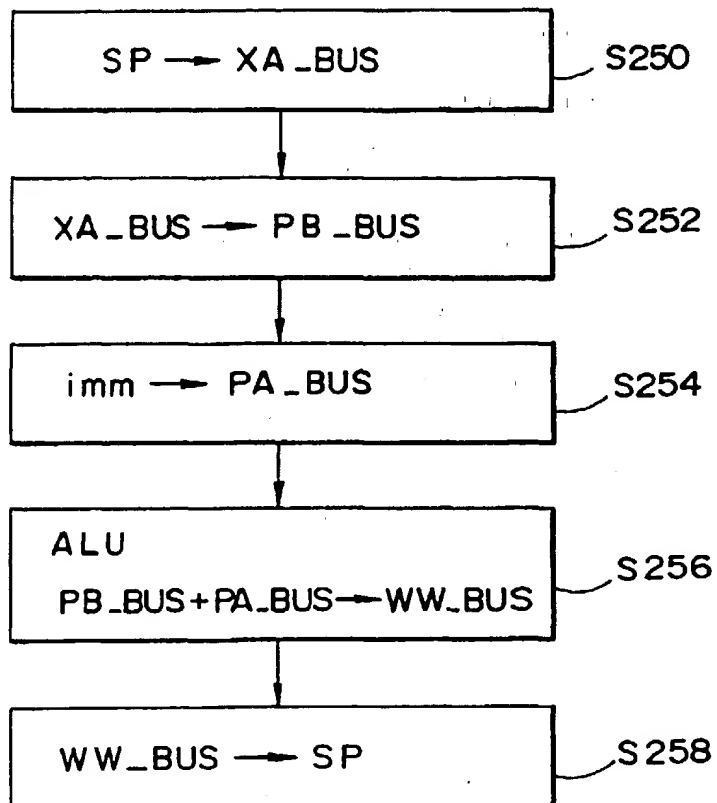 SP → XA_BUS
S250
XA_BUS → PB_BUS
S252
imm → PA_BUS
S254
ALU
PB_BUS+PA_BUS→WW_BUS
S256
WW_BUS → SP
S258